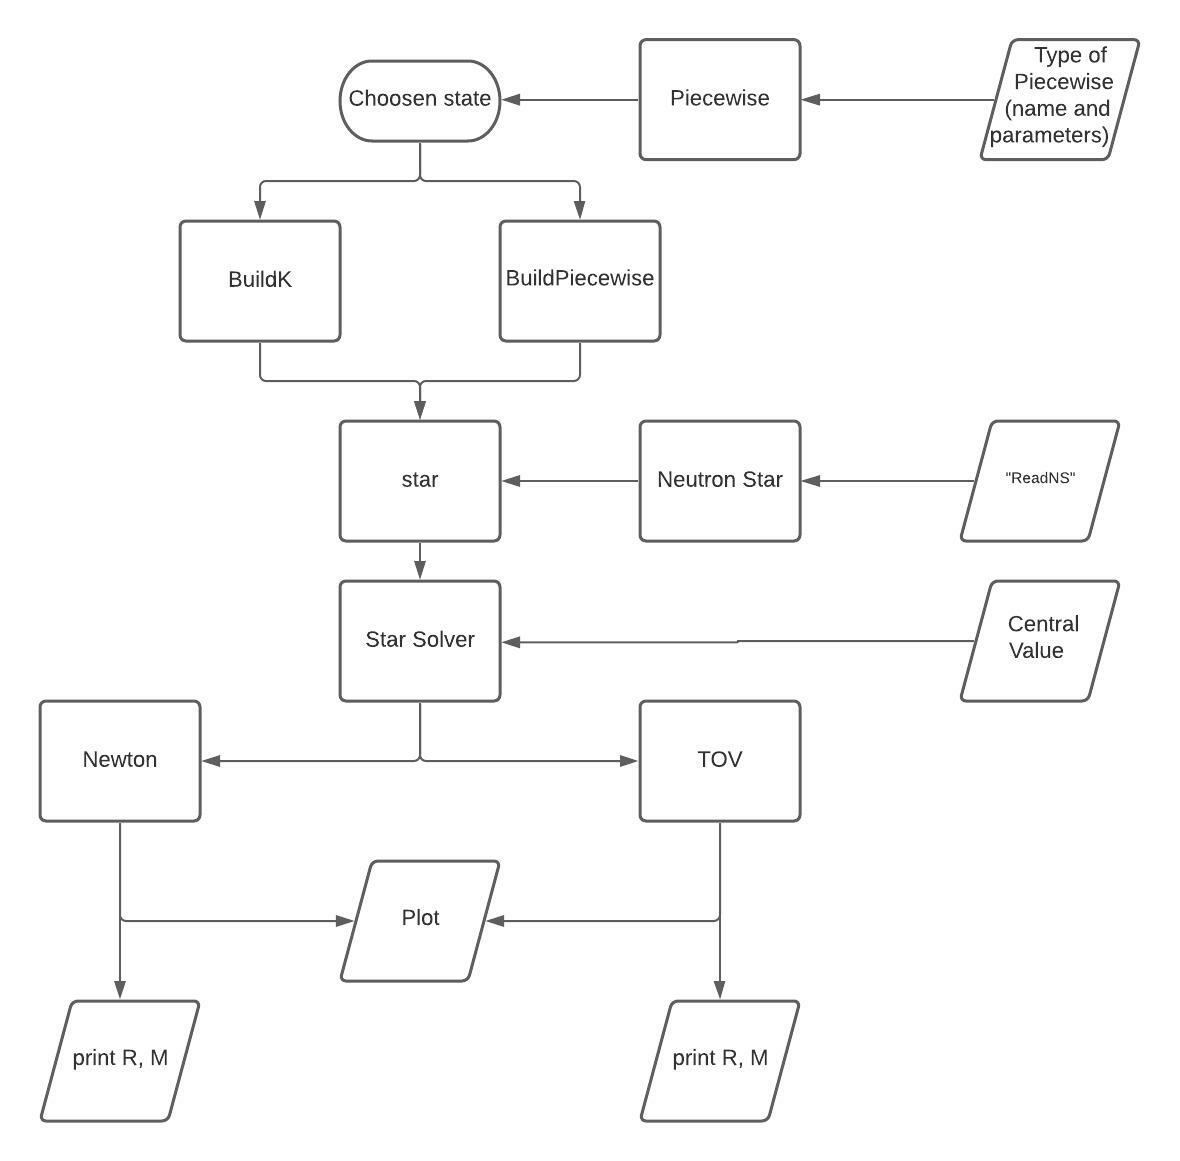 Choosen state
Piecewise
Type of
Piecewise
(name and
parameters)
BuildK
BuildPiecewise
star
Neutron Star
"ReadNS"
Star Solver
Central
Value
Newton
TOV
Plot
print R, M
print R, M